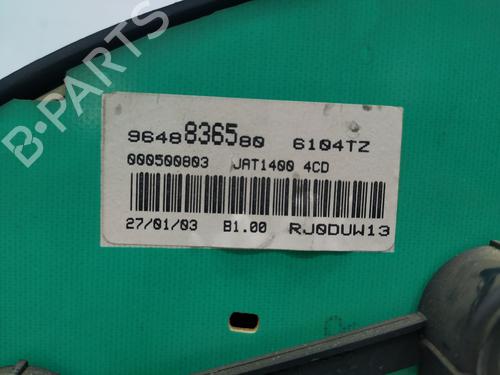 9648836580 6104TZ
000500803 JAT1400 4CD
27/01/03 B1.00 RJ0DUW13
B-PARTS